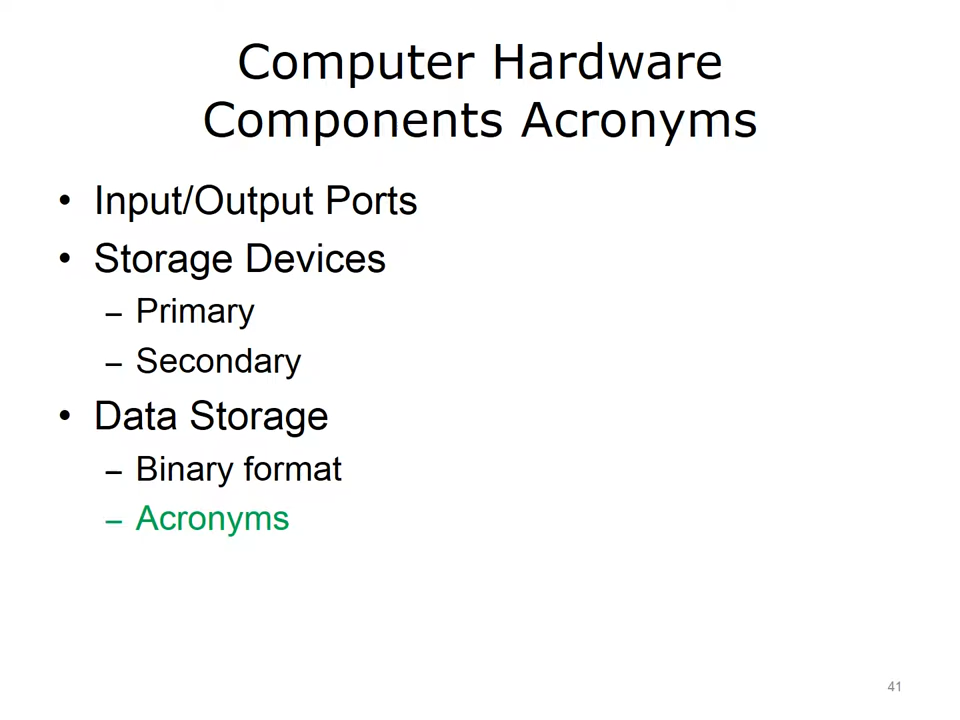 Computer Hardware
Components Acronyms
• Input/Output Ports
• Storage Devices
– Primary
– Secondary
• Data Storage
– Binary format
– Acronyms
41